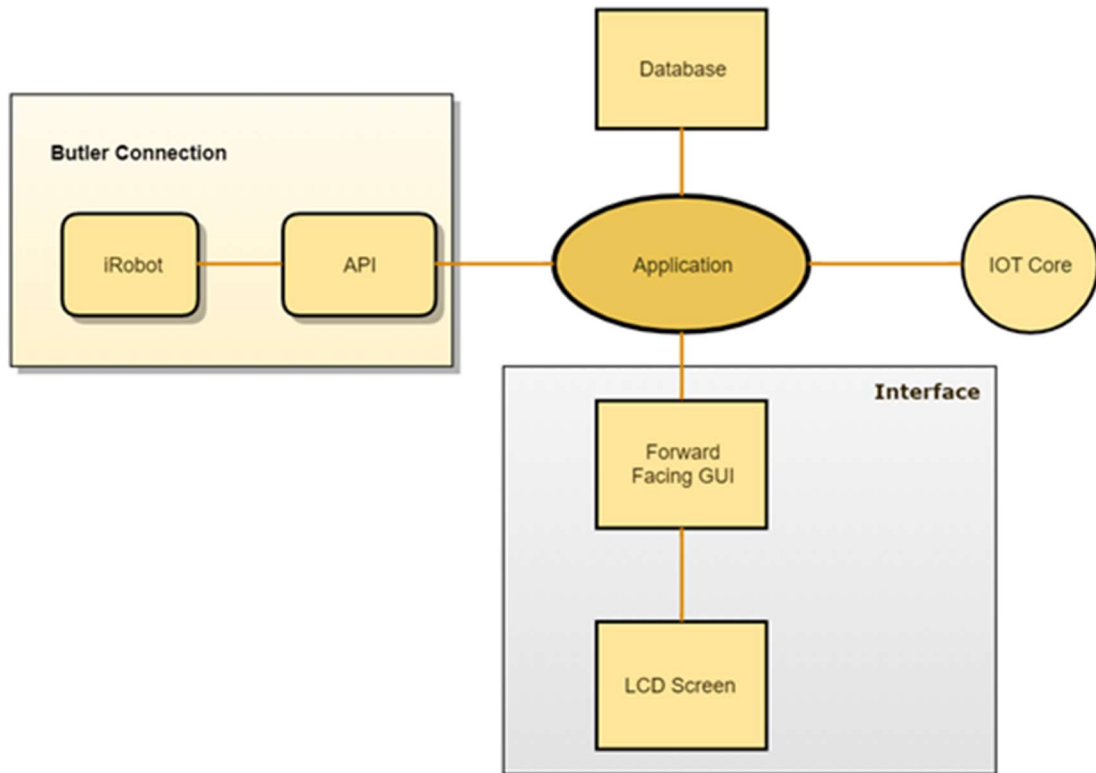 Database
Butler Connection
iRobot
API
Application
IOT Core
Interface
Forward
Facing GUI
LCD Screen